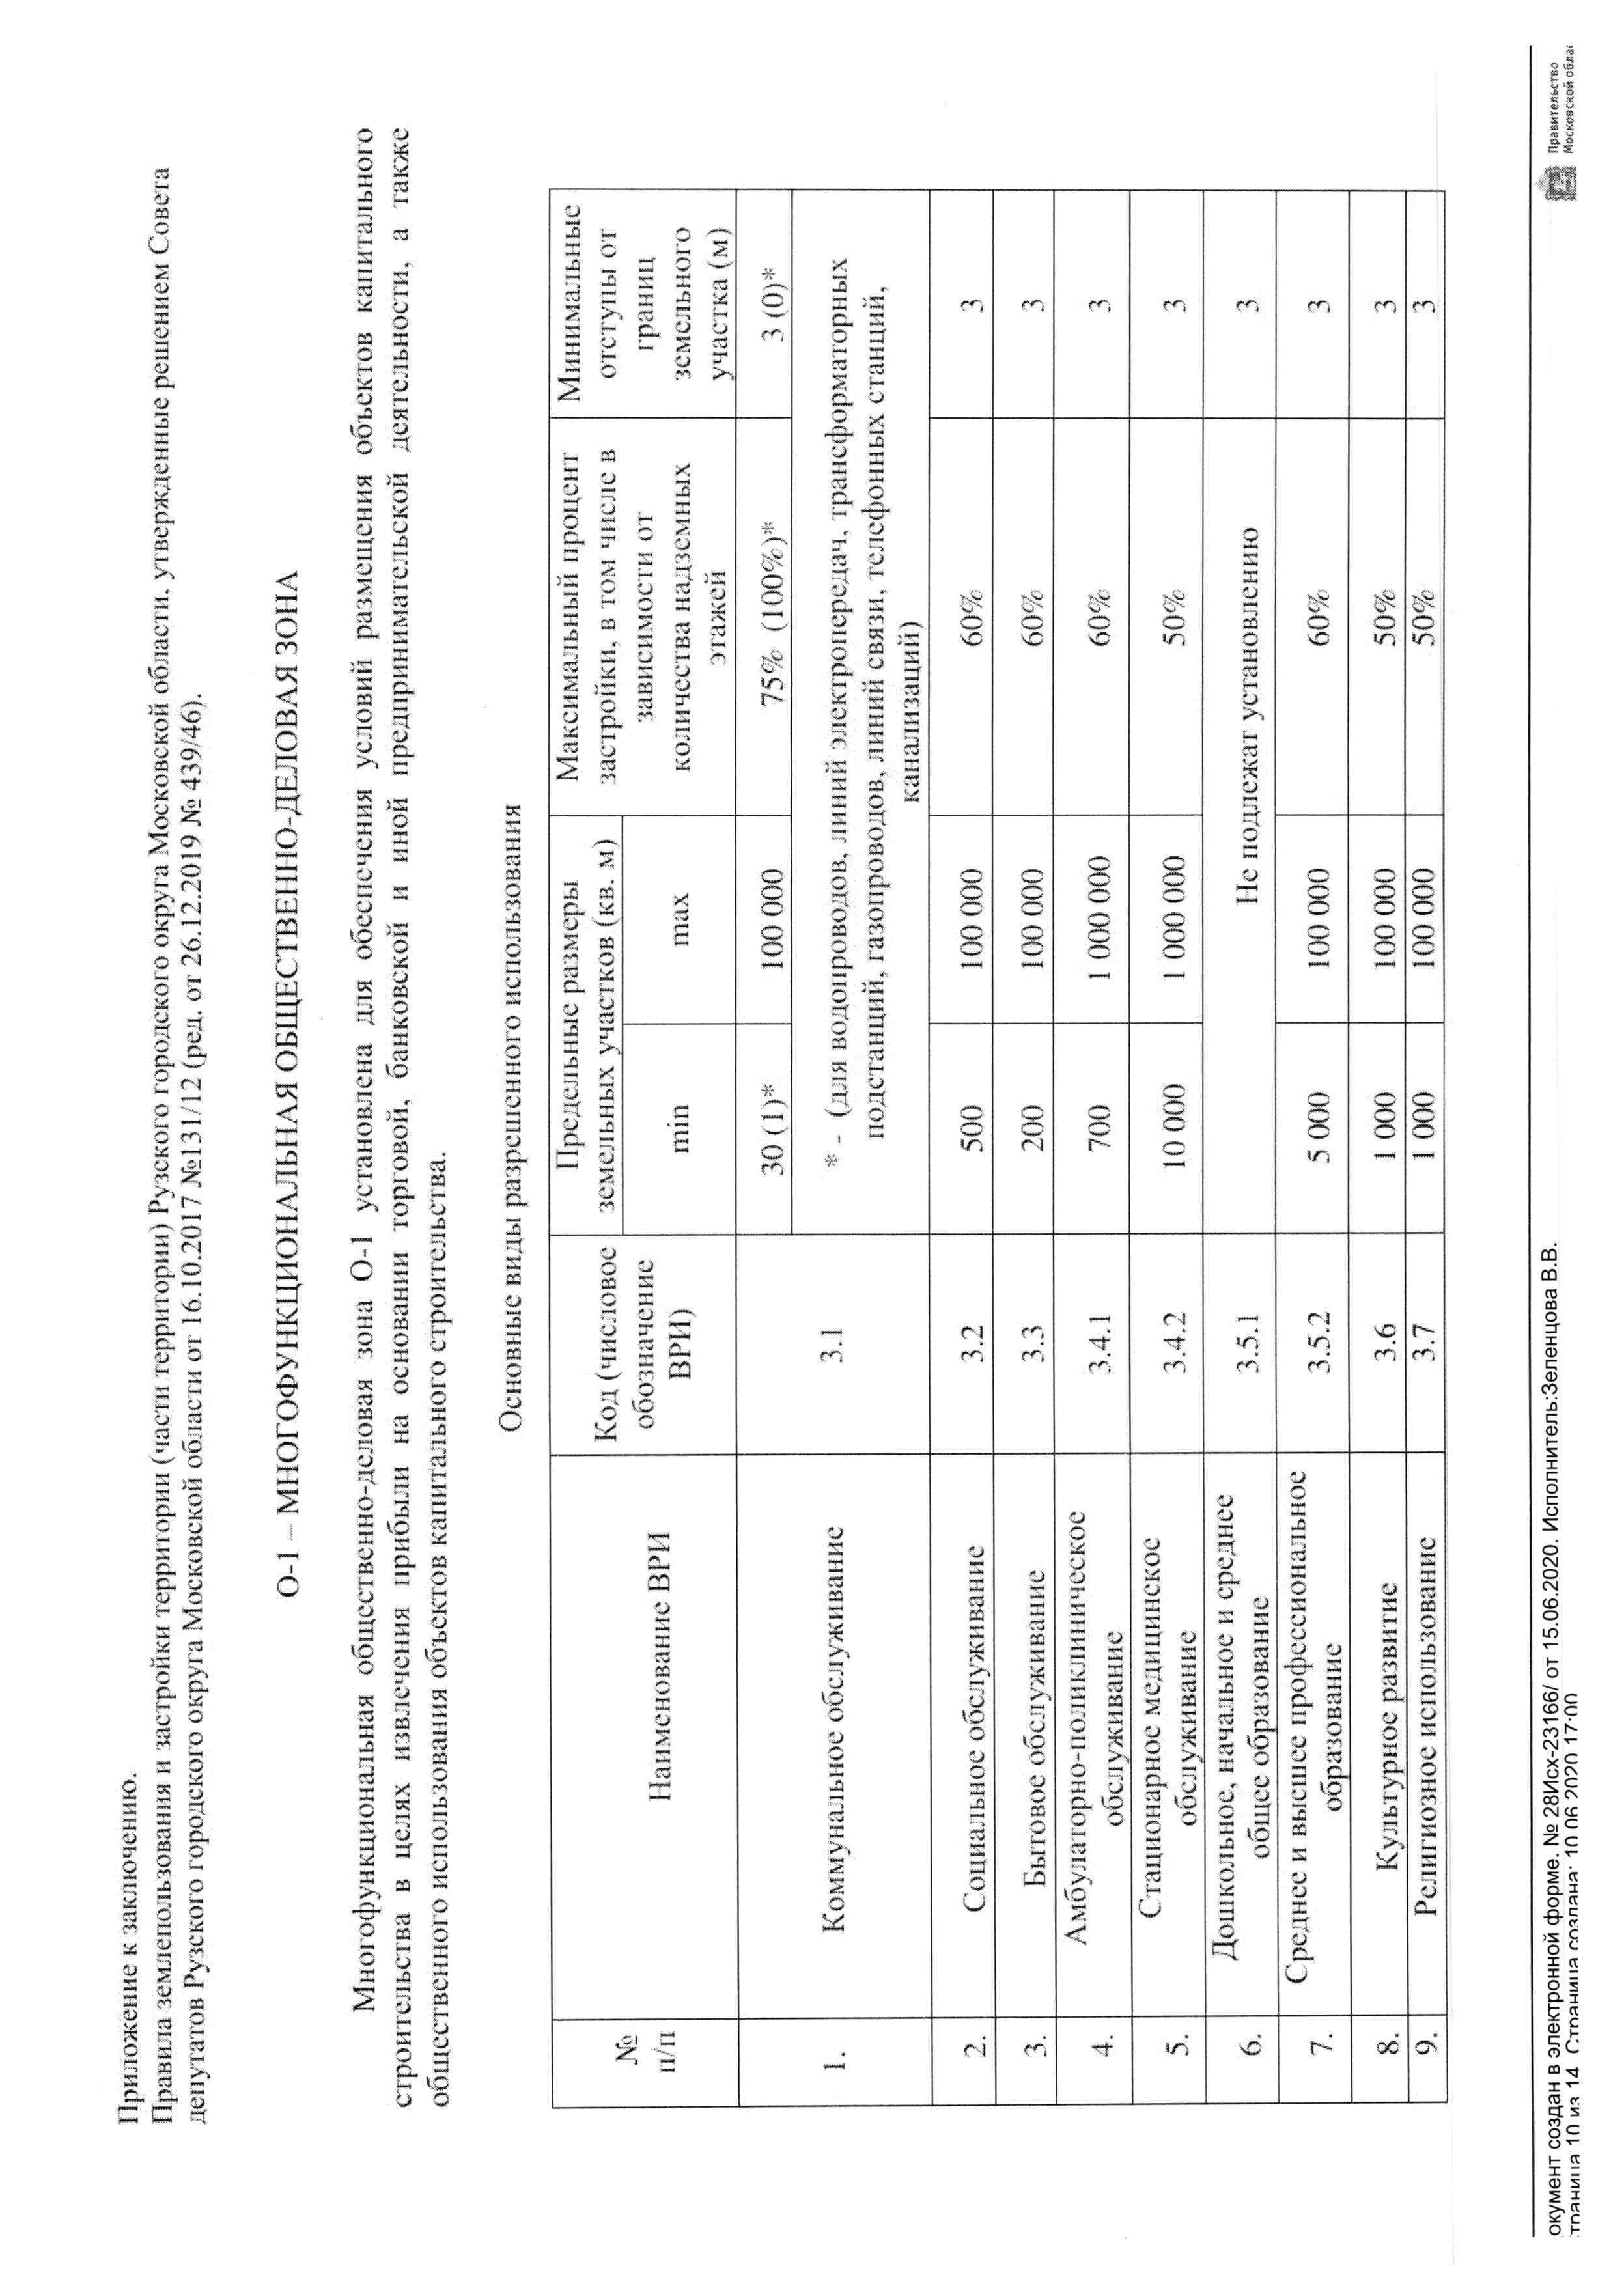 Приложение к заключению.
Правила землепользования и застройки территории (части территории) Рузского городского округа Московской области, утвержденные решением Совета
депутатов Рузского городского округа Московской области от 16.10.2017 №131/12 (ред. от 26.12.2019 № 439/46).
О-1 – МНОГОФУНКЦИОНАЛЬНАЯ ОБЩЕСТВЕННО-ДЕЛОВАЯ ЗОНА
Многофункциональная общественно-деловая зона О-1 установлена для обеспечения условий размещения объектов капитального
строительства в целях извлечения прибыли на основании торговой, банковской и иной предпринимательской деятельности, а также
общественного использования объектов капитального строительства.
Основные виды разрешенного использования
№ п/п Наименование ВРИ Код (числовое обозначение ВРИ) Предельные размеры земельных участков (кв. м) Максимальный процент застройки, в том числе в зависимости от количества надземных этажей Минимальные отступы от границ земельного участка (м)
min max
1. Коммунальное обслуживание 3.1 30 (1)* 100 000 75% (100%)* 3 (0)*
* - (для водопроводов, линий электропередач, трансформаторных
подстанций, газопроводов, линий связи, телефонных станций,
канализаций)
2. Социальное обслуживание 3.2 500 100 000 60% 3
3. Бытовое обслуживание 3.3 200 100 000 60% 3
4. Амбулаторно-поликлиническое обслуживание 3.4.1 700 1 000 000 60% 3
5. Стационарное медицинское обслуживание 3.4.2 10 000 1 000 000 50% 3
6. Дошкольное, начальное и среднее общее образование 3.5.1 Не подлежат установлению 3
7. Среднее и высшее профессиональное образование 3.5.2 5 000 100 000 60% 3
8. Культурное развитие 3.6 1 000 100 000 50% 3
9. Религиозное использование 3.7 1 000 100 000 50% 3
окумент создан в электронной форме. № 28Исх-23166/ от 15.06.2020. Исполнитель:Зеленцова В.В.
траница 10 из 14. Страница создана: 10.06.2020 17:00
Правительство
Московской облас